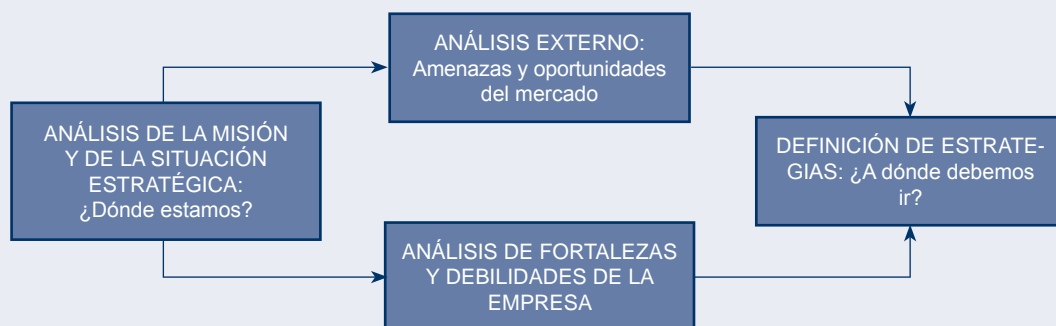 ANÁLISIS EXTERNO:
Amenazas y oportunidades
del mercado
ANÁLISIS DE LA MISIÓN
Y DE LA SITUACIÓN
ESTRATÉGICA:
¿Dónde estamos?
DEFINICIÓN DE ESTRATE-
GIAS: ¿A dónde debemos
ir?
ANÁLISIS DE FORTALEZAS
Y DEBILIDADES DE LA
EMPRESA